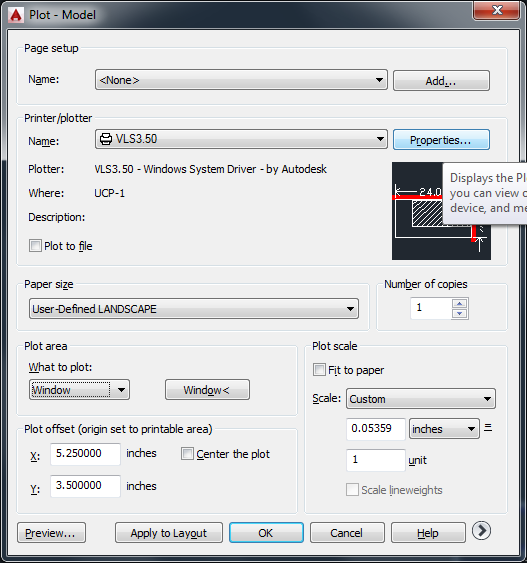 Plot - Model
Page setup
Name: <None> Add...
Printer/plotter
Name: VLS3.50 Properties...
Plotter: VLS3.50 - Windows System Driver - by Autodesk
Where: UCP-1
Description:
Plot to file
Displays the Pl
you can view
device, and me
24.0
Paper size
User-Defined LANDSCAPE
Number of copies
1
Plot area
What to plot:
Window Window<
Plot scale
Fit to paper
Scale: Custom
0.05359 inches =
1 unit
Scale lineweights
Plot offset (origin set to printable area)
X: 5.250000 inches Center the plot
Y: 3.500000 inches
Preview... Apply to Layout OK Cancel Help